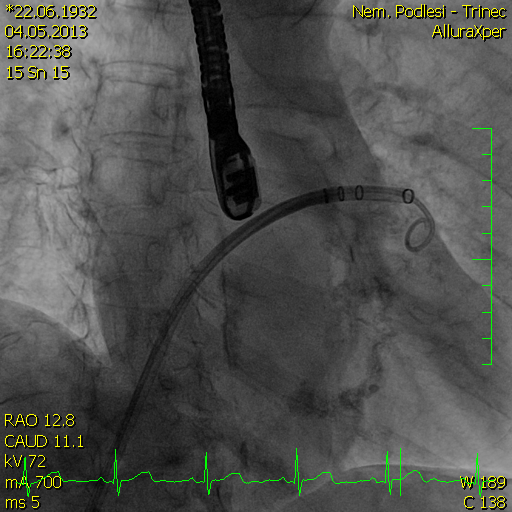 *22.06.1932
04.05.2013
16:22:38
15 Sn 15
Nem. Podlesi - Trinec
AlluraXper
RAO 12.8
CAUD 11.1
kV 72
mA 700
ms 5
W 189
C 138